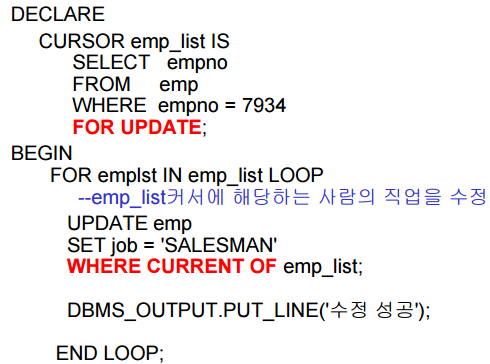 DECLARE
CURSOR emp_list IS
SELECT empno
FROM emp
WHERE empno = 7934
FOR UPDATE;
BEGIN
FOR emplst IN emp_list LOOP
--emp_list커서에 해당하는 사람의 직업을 수정
UPDATE emp
SET job = 'SALESMAN'
WHERE CURRENT OF emp_list;
DBMS_OUTPUT.PUT_LINE('수정 성공');
END LOOP;